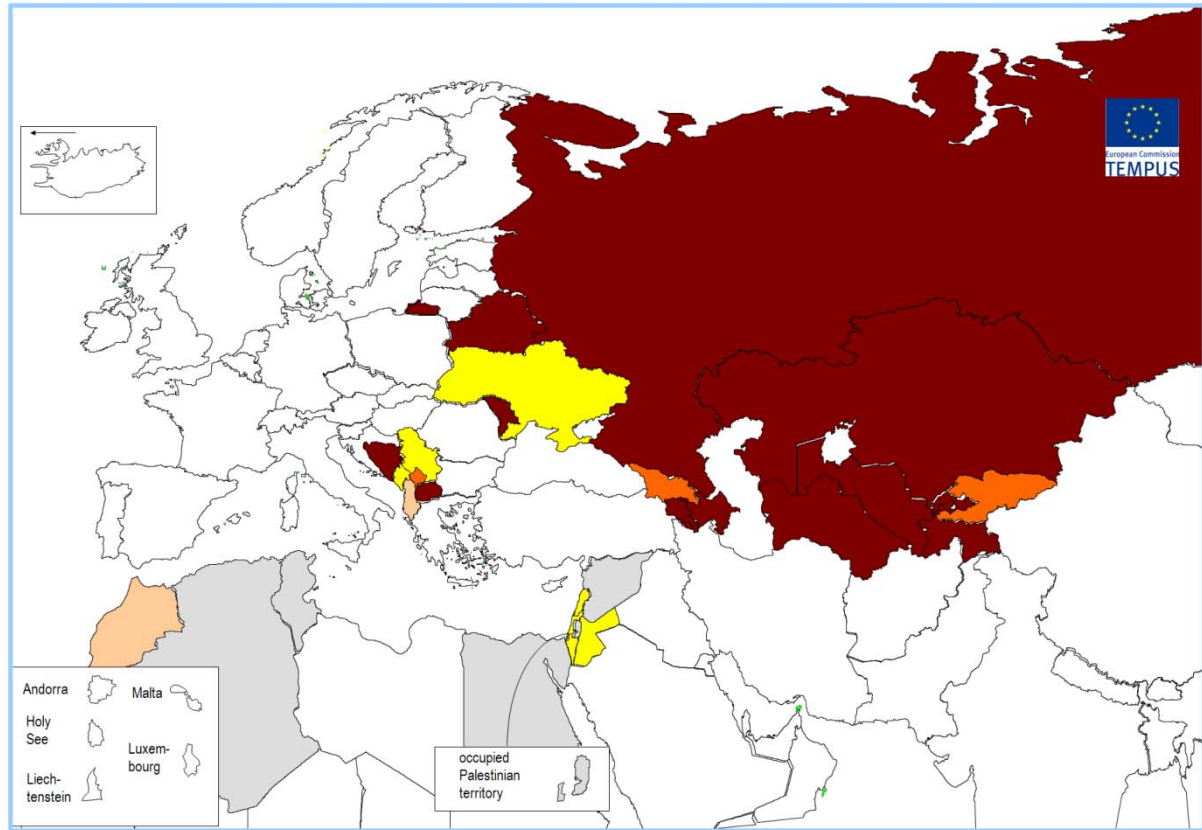 European Commission
TEMPUS
Andorra
Malta
Holy
See
Luxem-
bourg
Liech-
tenstein
occupied
Palestinian
territory